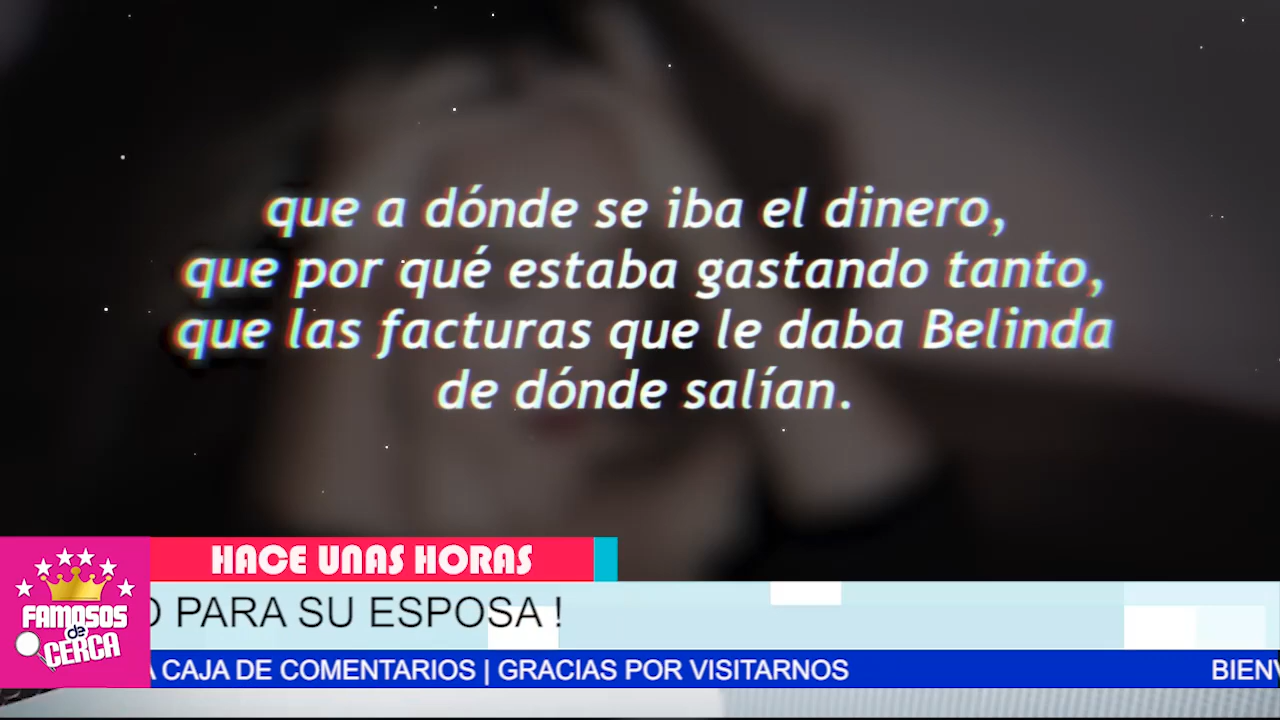 que a dónde se iba el dinero,
que por qué estaba gastando tanto,
que las facturas que le daba Belinda
de dónde salían.
HACE UNAS HORAS
FAMOSOS
de
CERCA
O PARA SU ESPOSA !
A CAJA DE COMENTARIOS | GRACIAS POR VISITARNOS
BIENV